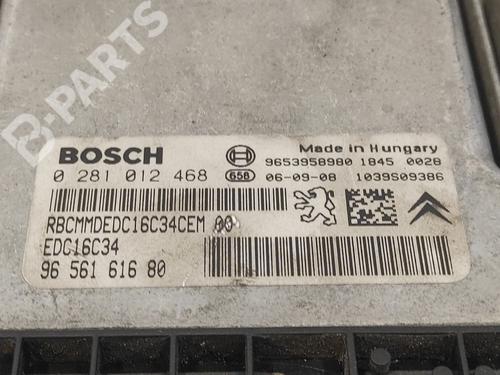 B-PARTS
BOSCH
Made in Hungary
9653958980 1845 0028
0 281 012 468
658 06-09-08 1039S09386
RBCMMDEDC16C34CEM 00
EDC16C34
96 561 616 80